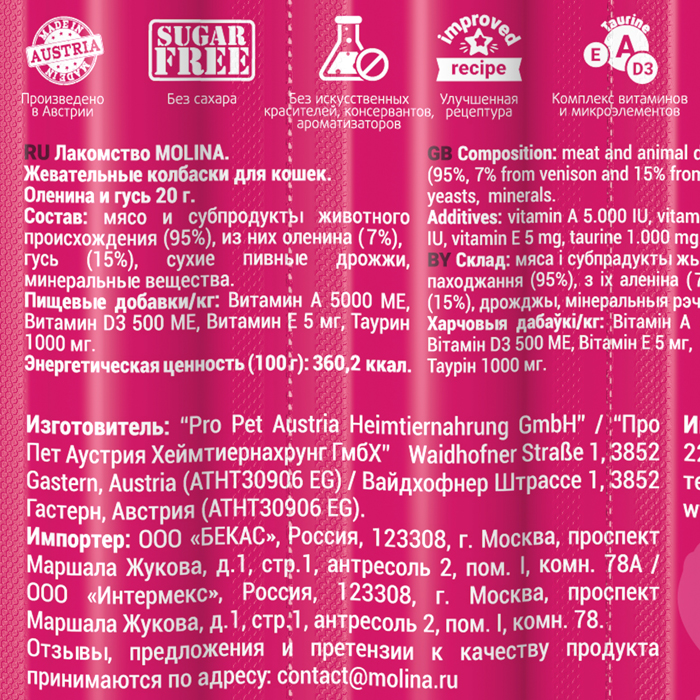 MADE IN
AUSTRIA
MADE IN
Произведено
в Австрии
SUGAR
FREE
Без сахара
Без искусственных
красителей, консервантов,
ароматизаторов
improved
recipe
Улучшенная
рецептура
Taurine
E A D3
Комплекс витаминов
и микроэлементов
RU Лакомство MOLINA.
Жевательные колбаски для кошек.
Оленина и гусь 20 г.
Состав: мясо и субпродукты животного
происхождения (95%), из них оленина (7%),
гусь (15%), сухие пивные дрожжи,
минеральные вещества.
Пищевые добавки/кг: Витамин А 5000 МЕ,
Витамин D3 500 МЕ, Витамин Е 5 мг, Таурин
1000 мг.
Энергетическая ценность (100 г): 360,2 ккал.
GB Composition: meat and animal
(95%, 7% from venison and 15% from
yeasts, minerals.
Additives: vitamin A 5.000 IU,
IU, vitamin E 5 mg, taurine 1.000 mg
BY Склад: мяса і субпрадукты
паходжання (95%), з іх аленіна
(15%), дрожджы, мінеральныя
Харчовыя дабаўкі/кг: Вітамін А
Вітамін D3 500 МЕ, Вітамін Е 5 мг,
Таурін 1000 мг.
Изготовитель: “Pro Pet Austria Heimtiernahrung GmbH” / “Про
Пет Аустрия Хеймтиернахрунг ГмбХ” Waidhofner Straße 1, 3852
Gastern, Austria (ATHT30906 EG) / Вайдхофнер Штрассе 1, 3852
Гастерн, Австрия (ATHT30906 EG).
Импортер: ООО «БЕКАС», Россия, 123308, г. Москва, проспект
Маршала Жукова, д.1, стр.1, антресоль 2, пом. I, комн. 78А /
ООО «Интермекс», Россия, 123308, г. Москва, проспект
Маршала Жукова, д.1, стр.1, антресоль 2, пом. I, комн. 78.
Отзывы, предложения и претензии к качеству продукта
принимаются по адресу: contact@molina.ru